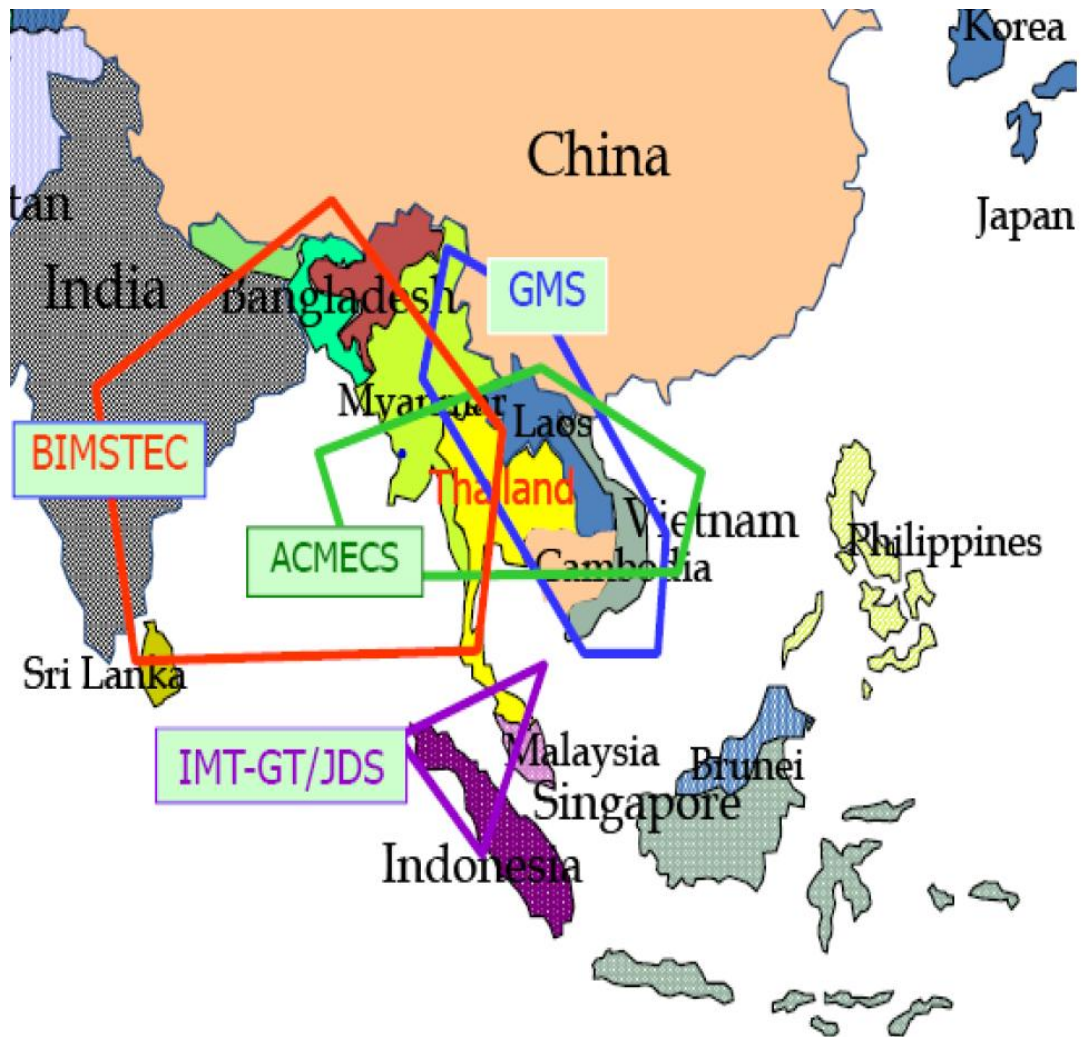 Korea
China
tan
Japan
India
Bangladesh
GMS
Myanmar
Laos
BIMSTEC
Thailand
Vietnam
ACMECS
Cambodia
Philippines
Sri Lanka
IMT-GT/JDS
Malaysia
Brunei
Singapore
Indonesia